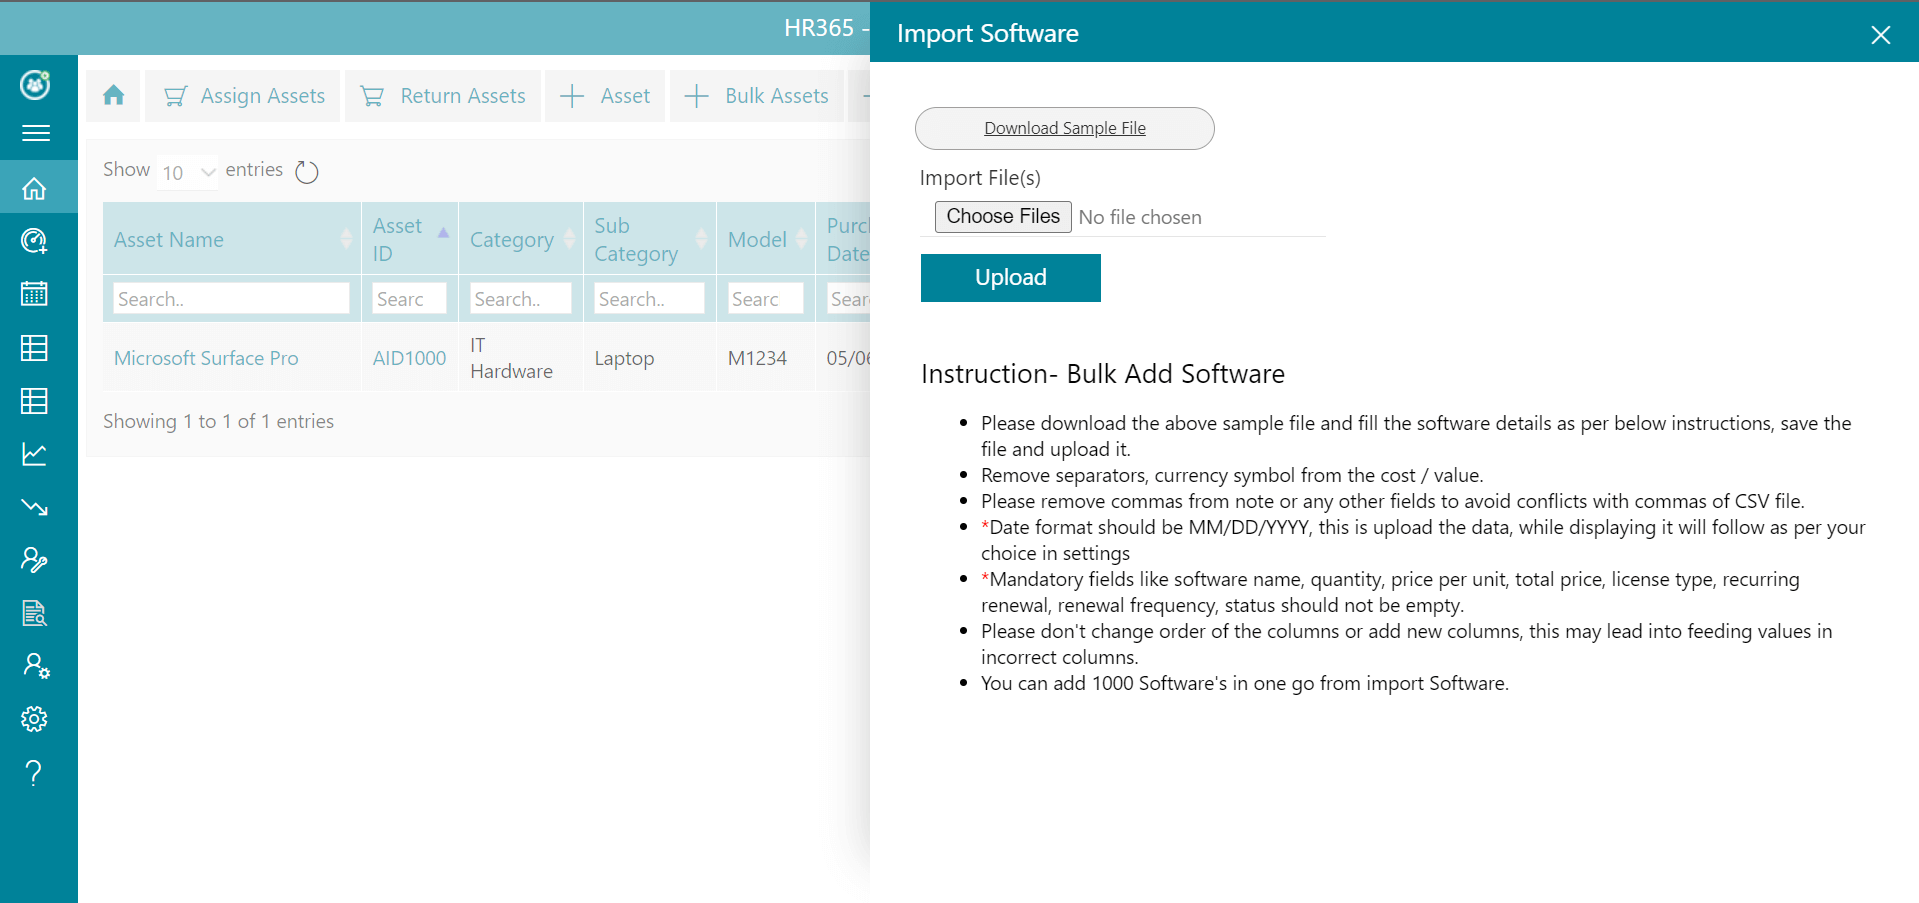 HR365 -
Import Software
Assign Assets
Return Assets
Asset
Bulk Assets
Download Sample File
Import File(s)
Choose Files No file chosen
Upload
Show 10 entries
Asset Name
Asset
ID
Category
Sub
Category
Model
Purch
Date
Search..
Searc
Search..
Search..
Searc
Sear
Microsoft Surface Pro
AID1000
IT
Hardware
Laptop
M1234
05/06
Showing 1 to 1 of 1 entries
Instruction- Bulk Add Software
• Please download the above sample file and fill the software details as per below instructions, save the
file and upload it.
• Remove separators, currency symbol from the cost / value.
• Please remove commas from note or any other fields to avoid conflicts with commas of CSV file.
• *Date format should be MM/DD/YYYY, this is upload the data, while displaying it will follow as per your
choice in settings
• *Mandatory fields like software name, quantity, price per unit, total price, license type, recurring
renewal, renewal frequency, status should not be empty.
• Please don't change order of the columns or add new columns, this may lead into feeding values in
incorrect columns.
• You can add 1000 Software's in one go from import Software.